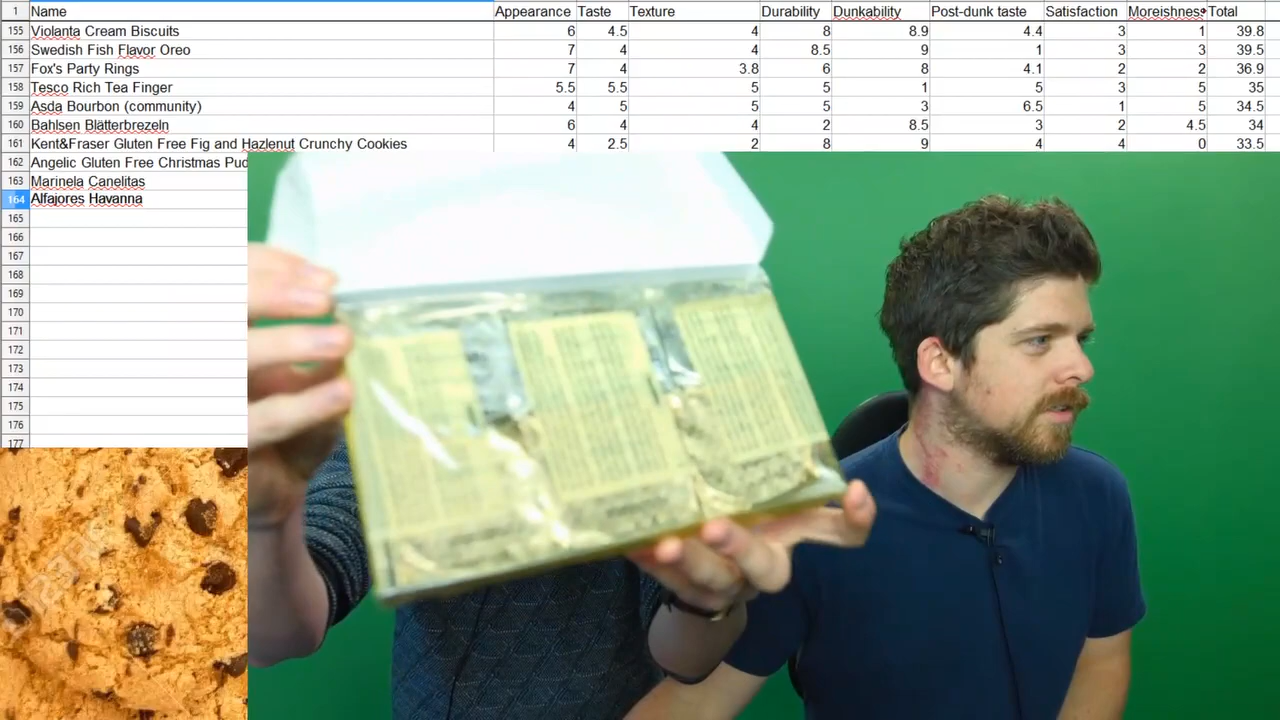 1 Name Appearance Taste Texture Durability Dunkability Post-dunk taste Satisfaction Moreishness Total
155 Violanta Cream Biscuits 6 4.5 4 8 8.9 4.4 3 1 39.8
156 Swedish Fish Flavor Oreo 7 4 4 8.5 9 1 3 3 39.5
157 Fox's Party Rings 7 4 3.8 6 8 4.1 2 2 36.9
158 Tesco Rich Tea Finger 5.5 5.5 5 5 1 5 3 5 35
159 Asda Bourbon (community) 4 5 5 5 3 6.5 1 5 34.5
160 Bahlsen Blätterbrezeln 6 4 4 2 8.5 3 2 4.5 34
161 Kent&Fraser Gluten Free Fig and Hazlenut Crunchy Cookies 4 2.5 2 8 9 4 4 0 33.5
162 Angelic Gluten Free Christmas Pud
163 Marinela Canelitas
164 Alfajores Havanna
165
166
167
168
169
170
171
172
173
174
175
176
177